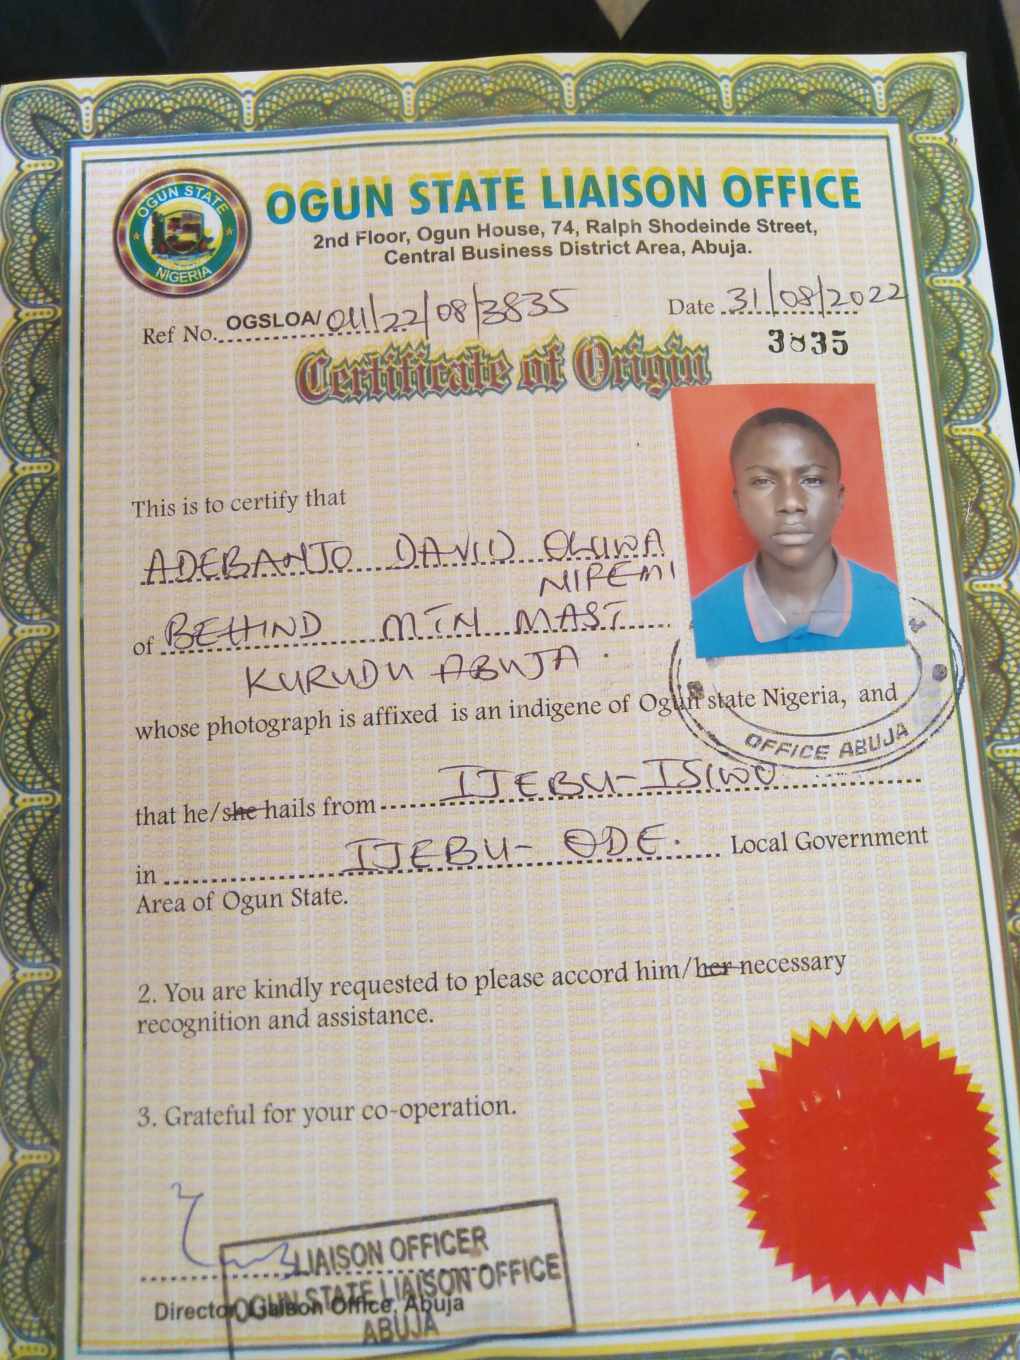 OGUN STATE
NIGERIA
OGUN STATE LIAISON OFFICE
2nd Floor, Ogun House, 74, Ralph Shodeinde Street,
Central Business District Area, Abuja.
Ref No. OGSLOA/04/22/08/3835
Date 31/08/2022
3835
Certificate of Origin
This is to certify that
ADEBANJO DAVID OLUWA
NIFEMI
of BEHIND MTN MAST
KURUDU ABUJA.
whose photograph is affixed is an indigene of Ogun state Nigeria, and
OFFICE ABUJA
that he/she hails from IJEBU-ISIWO
in IJEBU-ODE. Local Government
Area of Ogun State.
2. You are kindly requested to please accord him/her necessary
recognition and assistance.
3. Grateful for your co-operation.
LIAISON OFFICER
OGUN STATE LIAISON OFFICE
ABUJA
Director, Liaison Office, Abuja